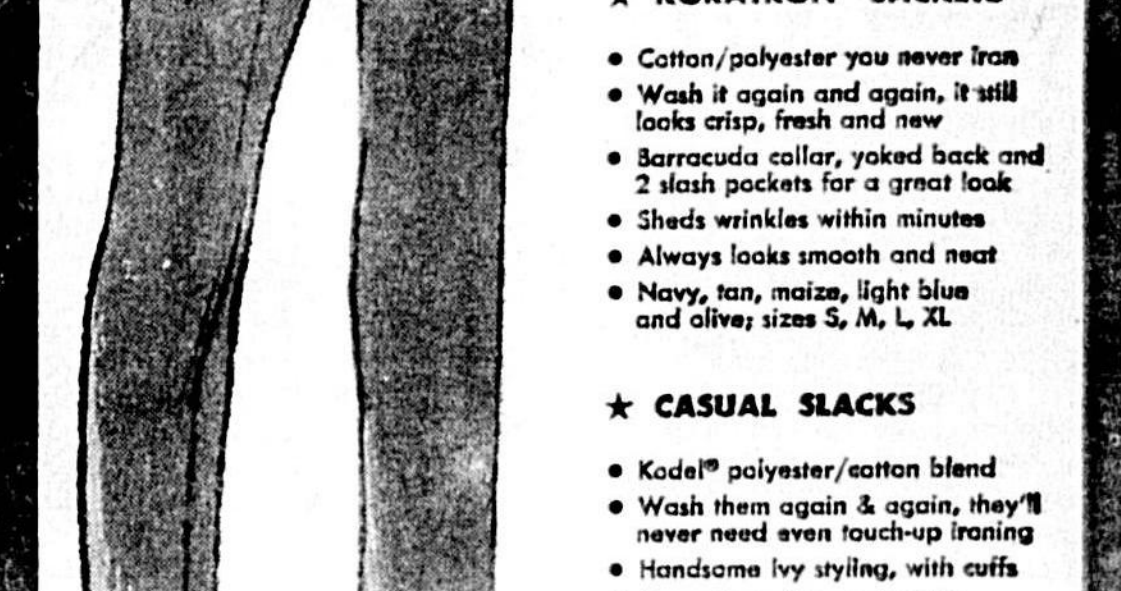 ★ KORATRON JACKETS
● Cotton/polyester you never iron
● Wash it again and again, it still
looks crisp, fresh and new
● Barracuda collar, yoked back and
2 slash pockets for a great look
● Sheds wrinkles within minutes
● Always looks smooth and neat
● Navy, tan, maize, light blue
and olive; sizes S, M, L, XL
★ CASUAL SLACKS
● Kodel® polyester/cotton blend
● Wash them again & again, they'll
never need even touch-up ironing
● Handsome Ivy styling, with cuffs